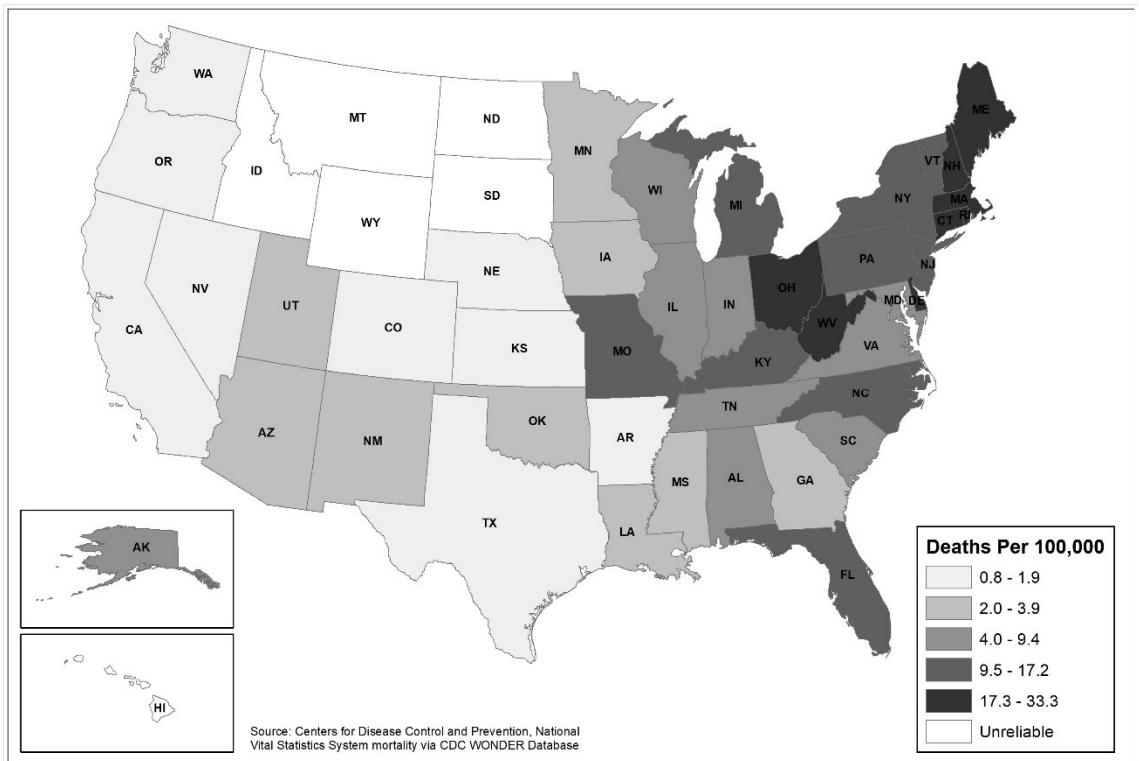 WA
MT
ND
OR
ID
SD
WY
MN
WI
MI
ME
VT
NH
NY
MA
CT
RI
NV
UT
CO
NE
IA
KS
CA
IL
IN
OH
PA
NJ
MD
DE
WV
VA
MO
KY
NC
TN
SC
AZ
NM
OK
AR
MS
AL
GA
TX
LA
FL
AK
HI
Deaths Per 100,000
0.8 - 1.9
2.0 - 3.9
4.0 - 9.4
9.5 - 17.2
17.3 - 33.3
Unreliable
Source: Centers for Disease Control and Prevention, National
Vital Statistics System mortality via CDC WONDER Database